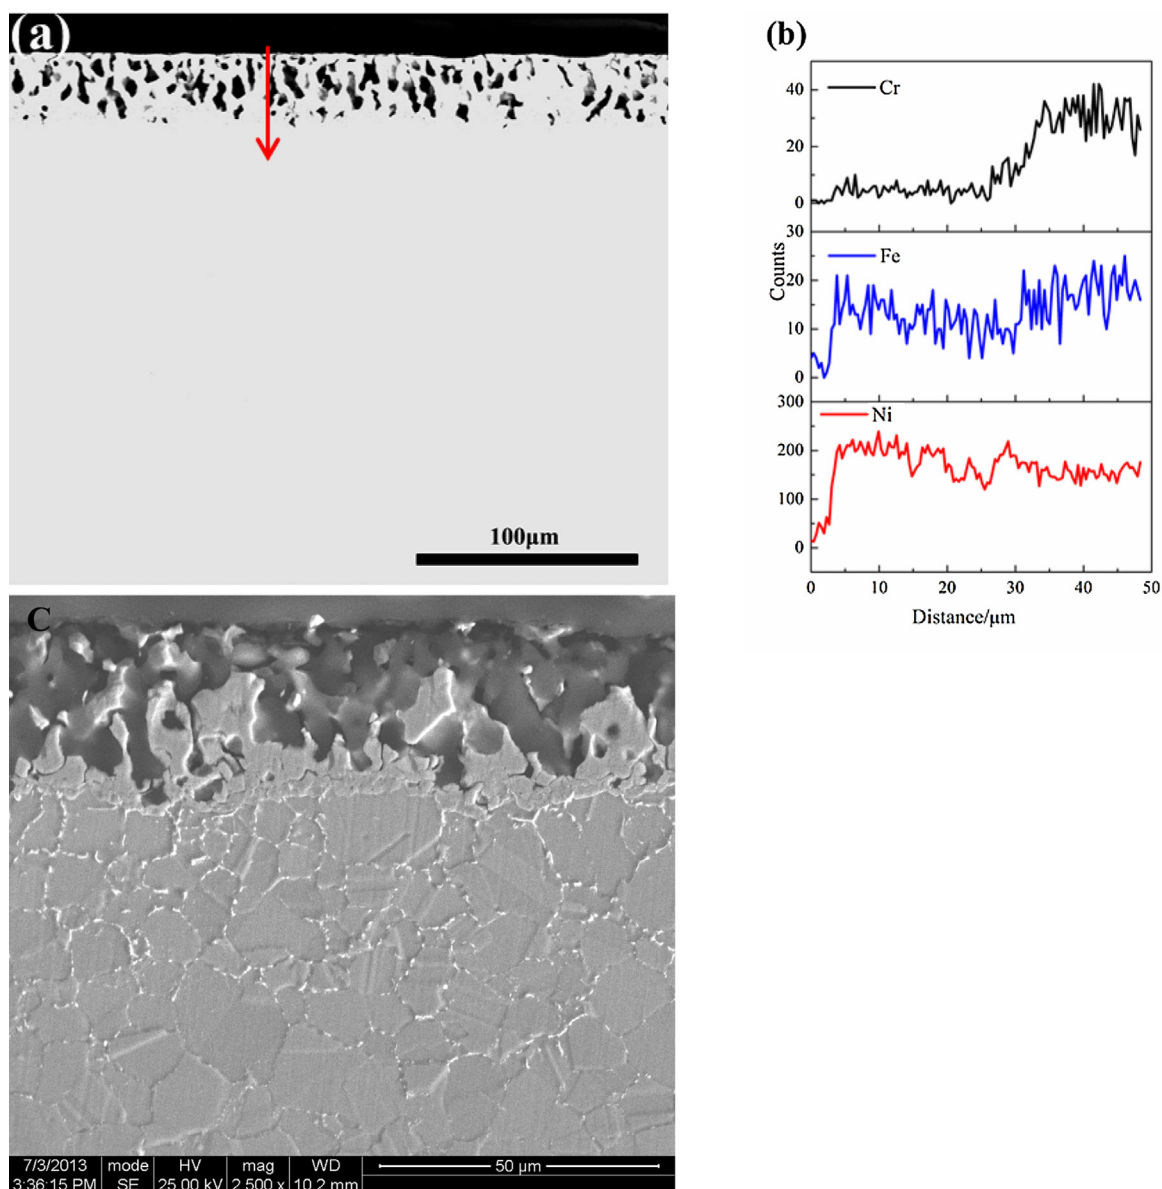 (a)
100μm
(b)
Counts
Cr
40
20
0
Fe
30
20
10
0
Ni
300
200
100
0
0 10 20 30 40 50
Distance/μm
C
7/3/2013 mode HV mag WD 50 μm
3:36:15 PM SE 25.00 kV 2 500 x 10.2 mm